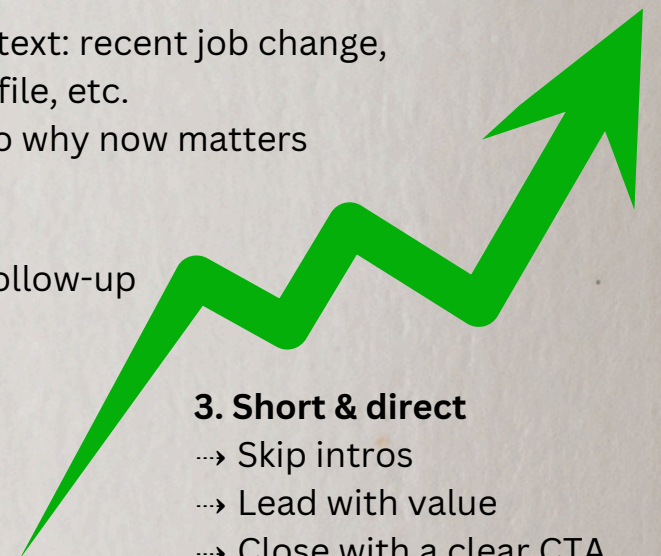 text: recent job change,
file, etc.
o why now matters
ollow-up
3. Short & direct
⇢ Skip intros
⇢ Lead with value
⇢ Close with a clear CTA